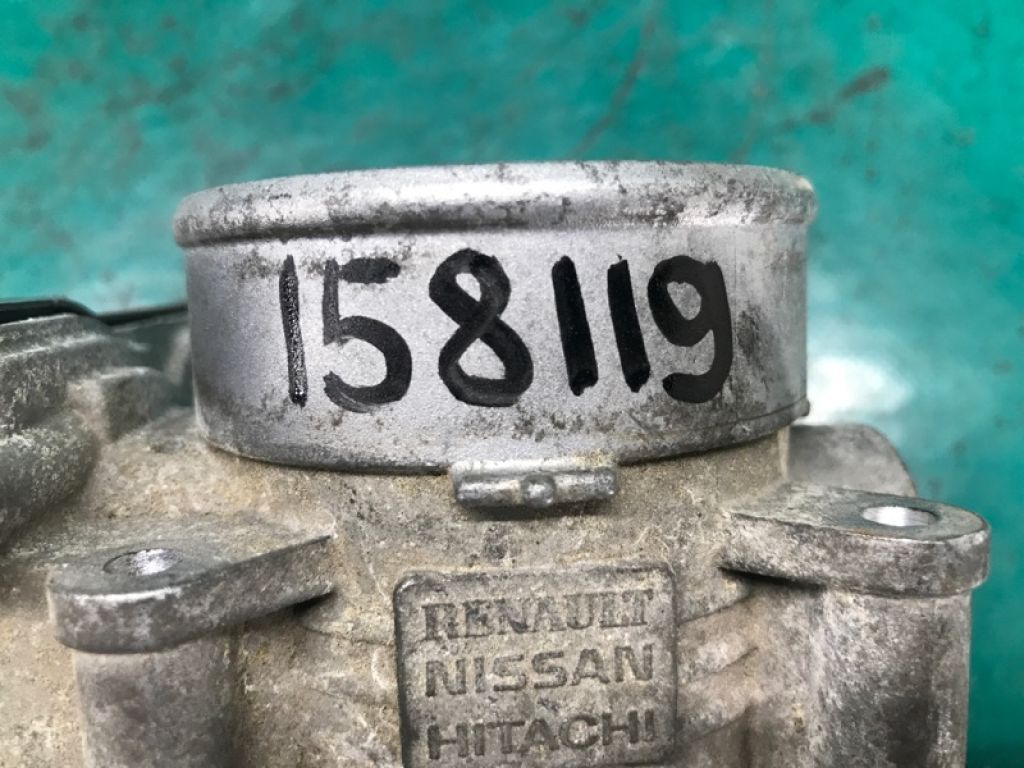 158119
RENAULT
NISSAN
HITACHI